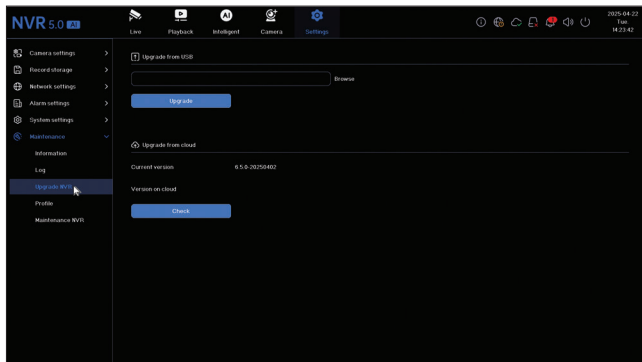 NVR 5.0 AI
Live
Playback
AI
Intelligent
Camera
Settings
2025-04-22
Tue.
14:23:42
Camera settings
Record storage
Network settings
Alarm settings
System settings
Maintenance
Information
Log
Upgrade NVR
Profile
Maintenance NVR
Upgrade from USB
Browse
Upgrade
Upgrade from cloud
Current version 6.5.0-20250402
Version on cloud
Check